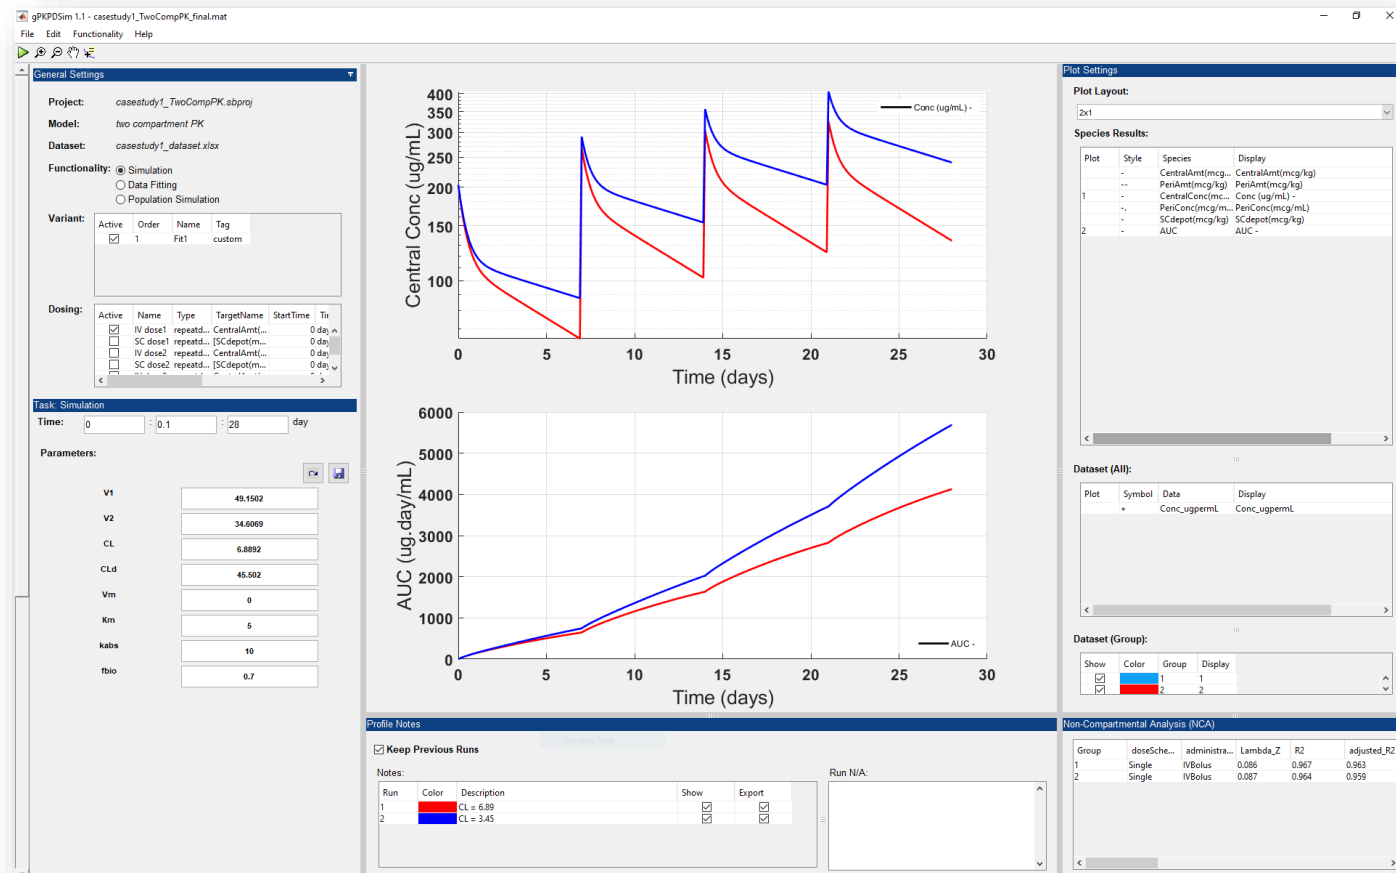 gPKPDSim 1.1 - casestudy1_TwoCompPK_final.mat
File Edit Functionality Help
General Settings
Project: casestudy1_TwoCompPK.sbproj
Model: two compartment PK
Dataset: casestudy1_dataset.xlsx
Functionality: Simulation
Data Fitting
Population Simulation
Variant:
Active Order Name Tag
1 Fit1 custom
Dosing:
Active Name Type TargetName StartTime
IV dose1 repeatd... CentralAmt(... 0 day
SC dose1 repeatd... [SCdepot(m... 0 day
IV dose2 repeatd... CentralAmt(... 0 day
SC dose2 repeatd... [SCdepot(m... 0 day
Task: Simulation
Time: 0 : 0.1 : 28 day
Parameters:
V1 49.1502
V2 34.6069
CL 6.8892
CLd 45.502
Vm 0
Km 5
kabs 10
fbio 0.7
Central Conc (ug/mL)
400
350
300
250
200
150
100
Conc (ug/mL) -
0 5 10 15 20 25 30
Time (days)
AUC (ug.day/mL)
6000
5000
4000
3000
2000
1000
0
AUC -
0 5 10 15 20 25 30
Time (days)
Profile Notes
Keep Previous Runs
Notes:
Run Color Description Show Export
1 CL = 6.89
2 CL = 3.45
Run N/A:
Plot Settings
Plot Layout:
2x1
Species Results:
Plot Style Species Display
- CentralAmt(mcg... CentralAmt(mcg/kg)
-- PeriAmt(mcg/kg) PeriAmt(mcg/kg)
1 - CentralConc(mc... Conc (ug/mL) -
-. PeriConc(mcg/m... PeriConc(mcg/mL)
- SCdepot(mcg/kg) SCdepot(mcg/kg)
2 - AUC AUC -
Dataset (All):
Plot Symbol Data Display
+ Conc_ugpermL Conc_ugpermL
Dataset (Group):
Show Color Group Display
1 1
2 2
Non-Compartmental Analysis (NCA)
Group doseSche... administra... Lambda_Z R2 adjusted_R2
1 Single IVBolus 0.086 0.967 0.963
2 Single IVBolus 0.087 0.964 0.959